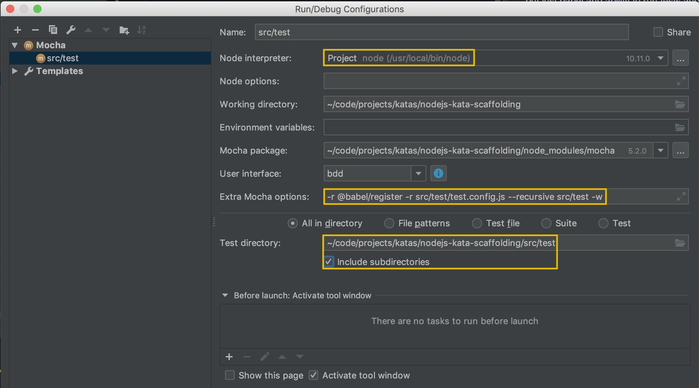 Run/Debug Configurations
Name: src/test Share
Mocha
src/test
Templates
Node interpreter: Project node (/usr/local/bin/node) 10.11.0 ...
Node options:
Working directory: ~/code/projects/katas/nodejs-kata-scaffolding
Environment variables:
Mocha package: ~/code/projects/katas/nodejs-kata-scaffolding/node_modules/mocha 5.2.0 ...
User interface: bdd
Extra Mocha options: -r @babel/register -r src/test/test.config.js --recursive src/test -w
All in directory File patterns Test file Suite Test
Test directory: ~/code/projects/katas/nodejs-kata-scaffolding/src/test
Include subdirectories
Before launch: Activate tool window
There are no tasks to run before launch
Show this page Activate tool window